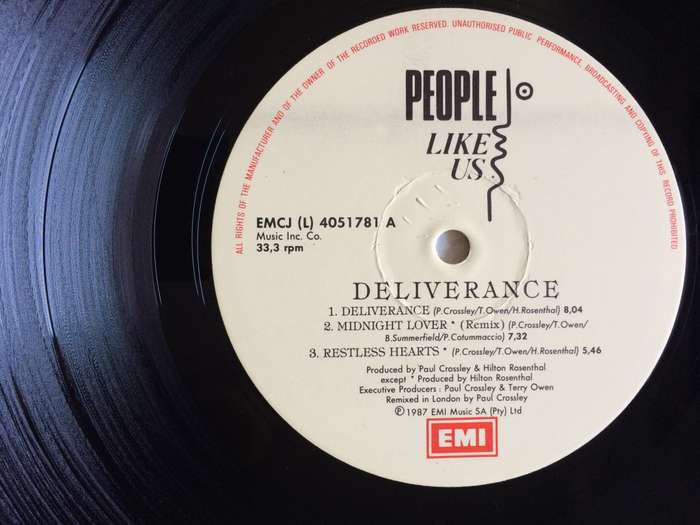 ALL RIGHTS OF THE MANUFACTURER AND OF THE OWNER OF THE RECORDED WORK RESERVED. UNAUTHORISED PUBLIC PERFORMANCE, BROADCASTING AND COPYING OF THIS RECORD PROHIBITED.
PEOPLE
LIKE
US
EMCJ (L) 4051781 A
Music Inc. Co.
33,3 rpm
DELIVERANCE
1. DELIVERANCE (P.Crossley/T.Owen/H.Rosenthal) 8,04
2. MIDNIGHT LOVER * (Remix) (P.Crossley/T.Owen/
B.Summerfield/P.Cotummaccio) 7,32
3. RESTLESS HEARTS * (P.Crossley/T.Owen/H.Rosenthal) 5,46
Produced by Paul Crossley & Hilton Rosenthal
except * Produced by Hilton Rosenthal
Executive Producers : Paul Crossley & Terry Owen
Remixed in London by Paul Crossley
℗ 1987 EMI Music SA (Pty) Ltd
EMI